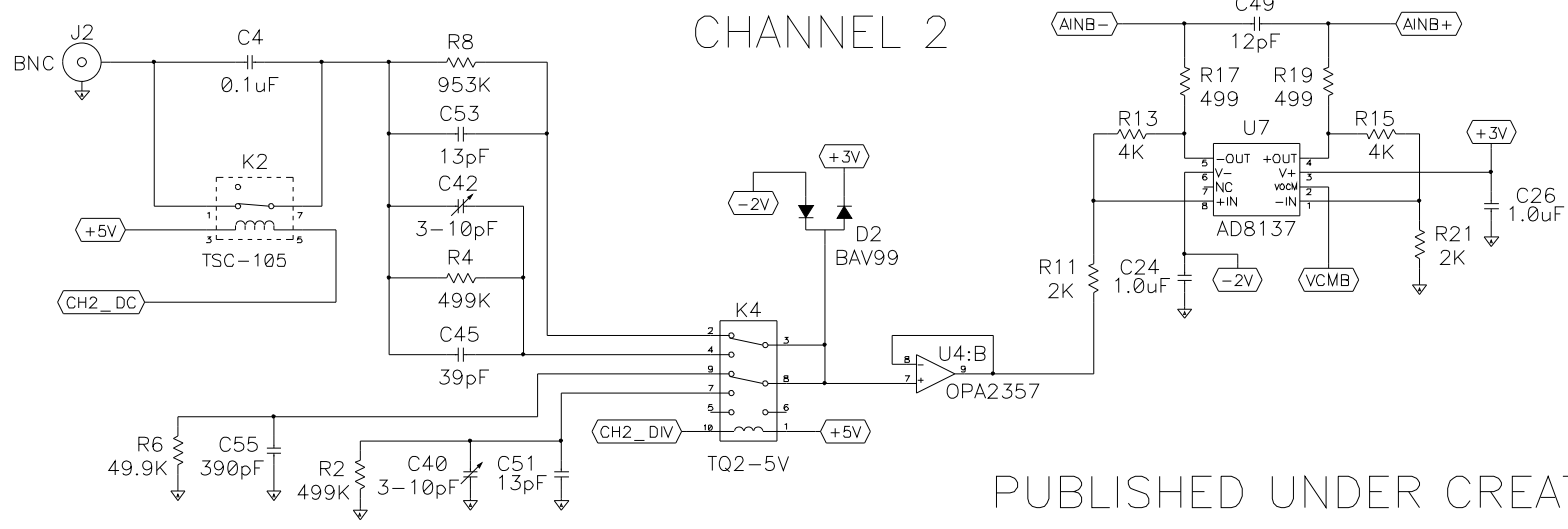 CHANNEL 2
J2
BNC
C4
0.1uF
K2
1
7
3
5
+5V
TSC-105
CH2_DC
R8
953K
C53
13pF
C42
3-10pF
R4
499K
C45
39pF
+3V
-2V
D2
BAV99
K4
2
3
4
9
8
7
5
6
10
1
CH2_DIV
+5V
TQ2-5V
R6
49.9K
C55
390pF
R2
499K
C40
3-10pF
C51
13pF
8
-
7
+
9
U4:B
OPA2357
AINB-
C49
12pF
AINB+
R17
499
R19
499
R13
4K
U7
R15
4K
+3V
5
-OUT
+OUT
4
6
V-
V+
3
7
NC
VOCM
2
8
+IN
-IN
1
AD8137
C26
1.0uF
R11
2K
C24
1.0uF
-2V
VCMB
R21
2K
PUBLISHED UNDER CREAT